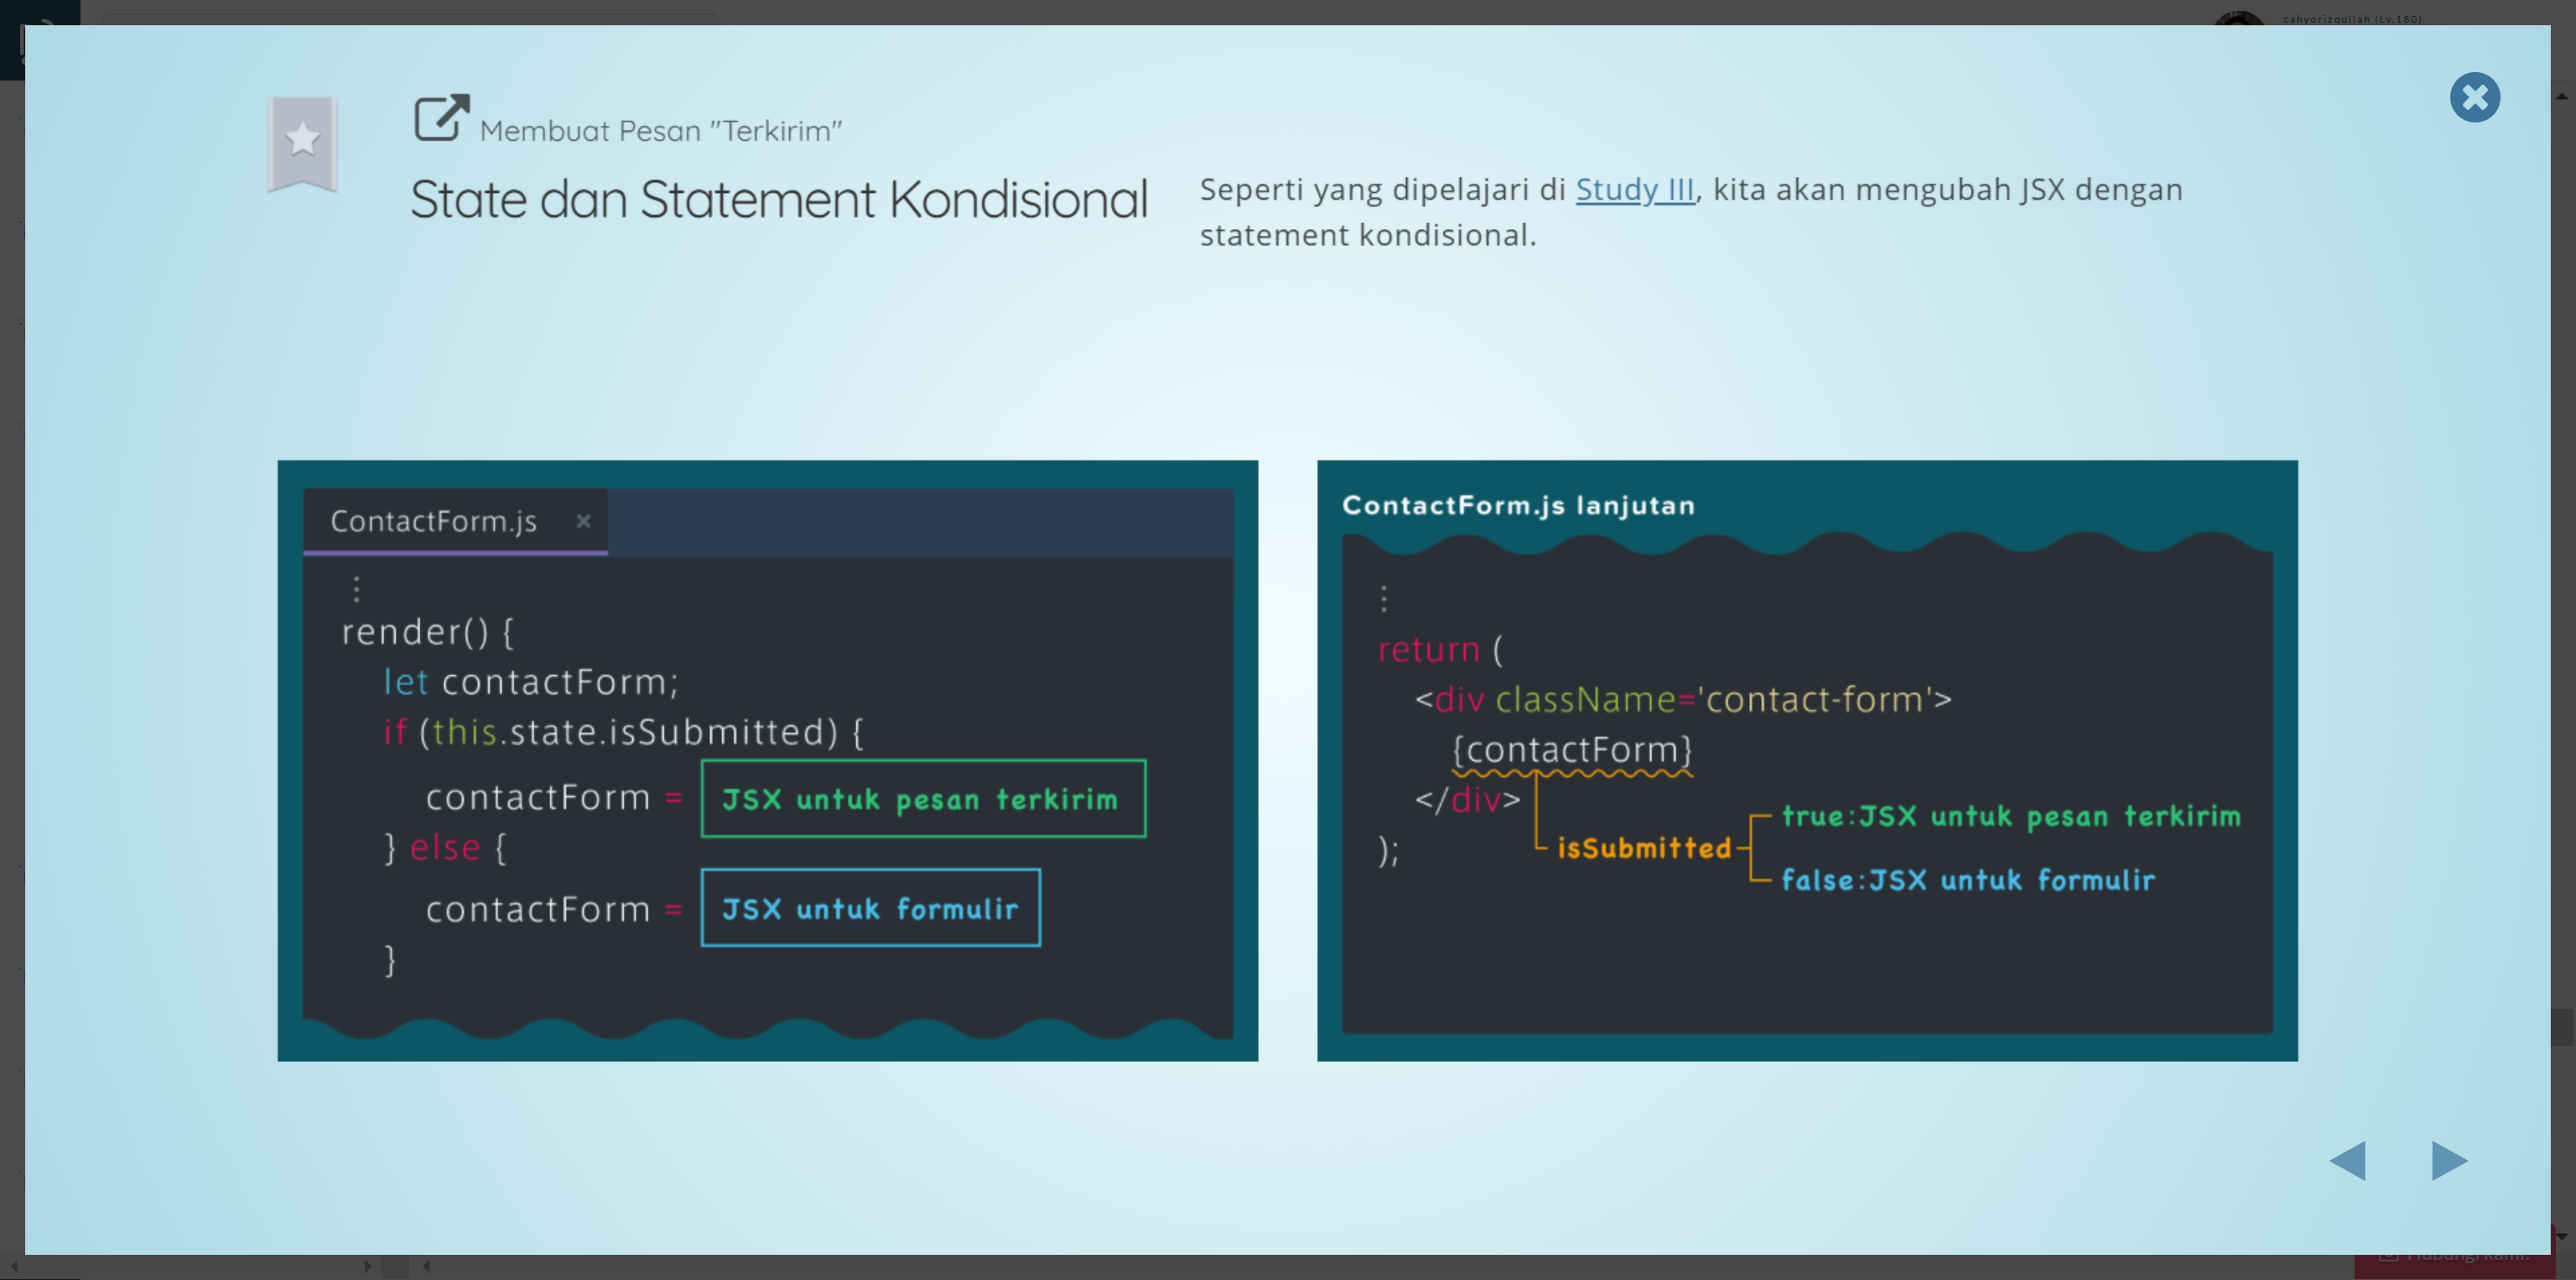 cahyorizqullah (Lv.180)
Membuat Pesan "Terkirim"
State dan Statement Kondisional
Seperti yang dipelajari di Study III, kita akan mengubah JSX dengan
statement kondisional.
ContactForm.js ×
⋮
render() {
let contactForm;
if (this.state.isSubmitted) {
contactForm = JSX untuk pesan terkirim
} else {
contactForm = JSX untuk formulir
}
ContactForm.js lanjutan
⋮
return (
<div className='contact-form'>
{contactForm}
</div>
isSubmitted
true:JSX untuk pesan terkirim
false:JSX untuk formulir
);
Hubungi kami.